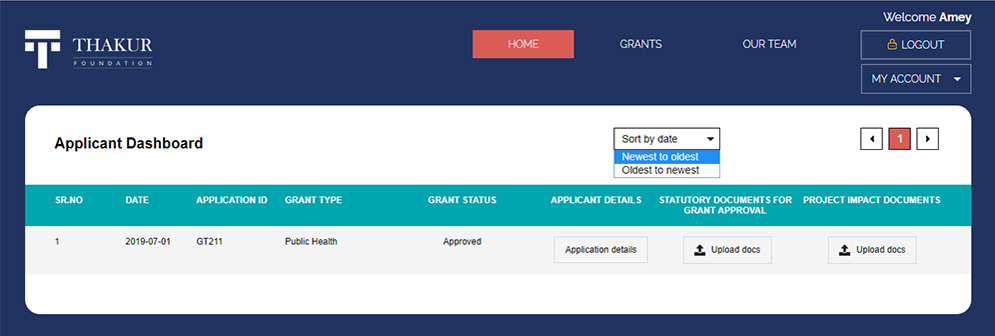 Welcome Amey
THAKUR
FOUNDATION
HOME
GRANTS
OUR TEAM
LOGOUT
MY ACCOUNT
Applicant Dashboard
Sort by date
Newest to oldest
Oldest to newest
1
SR.NO DATE APPLICATION ID GRANT TYPE GRANT STATUS APPLICANT DETAILS STATUTORY DOCUMENTS FOR PROJECT IMPACT DOCUMENTS
GRANT APPROVAL
1 2019-07-01 GT211 Public Health Approved Application details Upload docs Upload docs